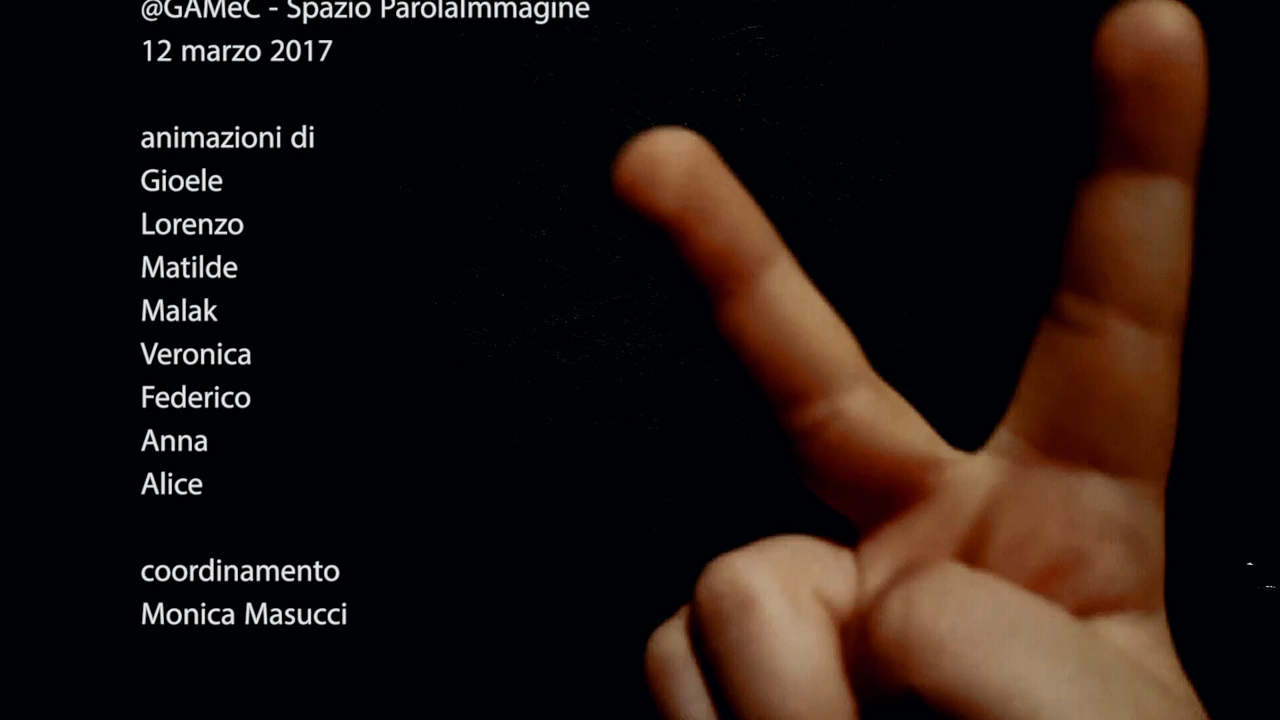 @GAMeC - Spazio ParolaImmagine
12 marzo 2017
animazioni di
Gioele
Lorenzo
Matilde
Malak
Veronica
Federico
Anna
Alice
coordinamento
Monica Masucci